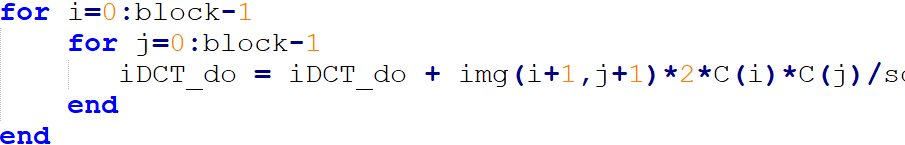 for i=0:block-1
for j=0:block-1
iDCT_do = iDCT_do + img(i+1,j+1)*2*C(i)*C(j)/
end
end